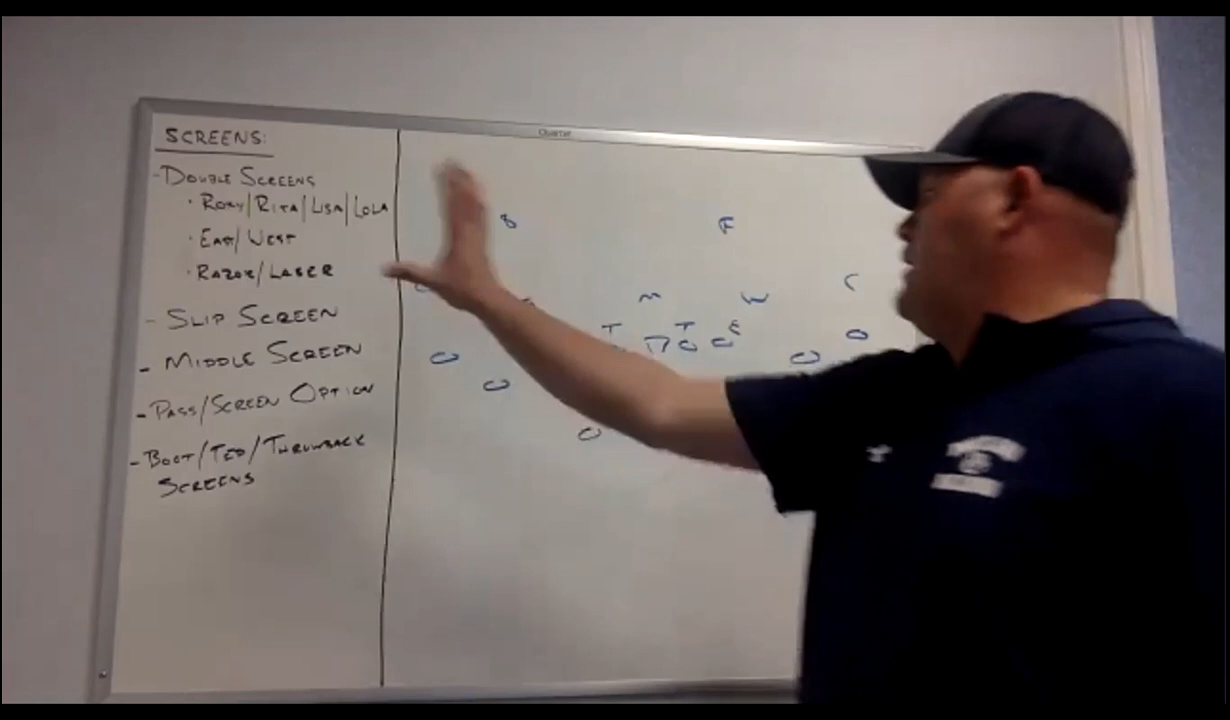 SCREENS:
- DOUBLE SCREENS
· ROXY/RITA/LISA/LOLA
· EAST/WEST
· RAZOR/LASER
- SLIP SCREEN
- MIDDLE SCREEN
- PASS/SCREEN OPTION
- BOOT/TED/THROWBACK
SCREENS
Quartet
F
M W C
T T E